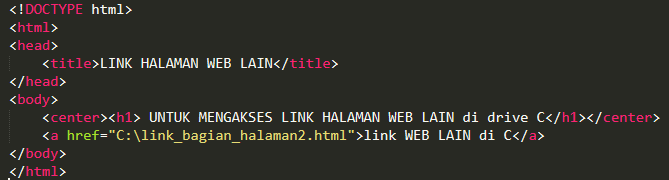 <!DOCTYPE html>
<html>
<head>
    <title>LINK HALAMAN WEB LAIN</title>
</head>
<body>
    <center><h1> UNTUK MENGAKSES LINK HALAMAN WEB LAIN di drive C</h1></center>
    <a href="C:\link_bagian_halaman2.html">link WEB LAIN di C</a>
</body>
</html>